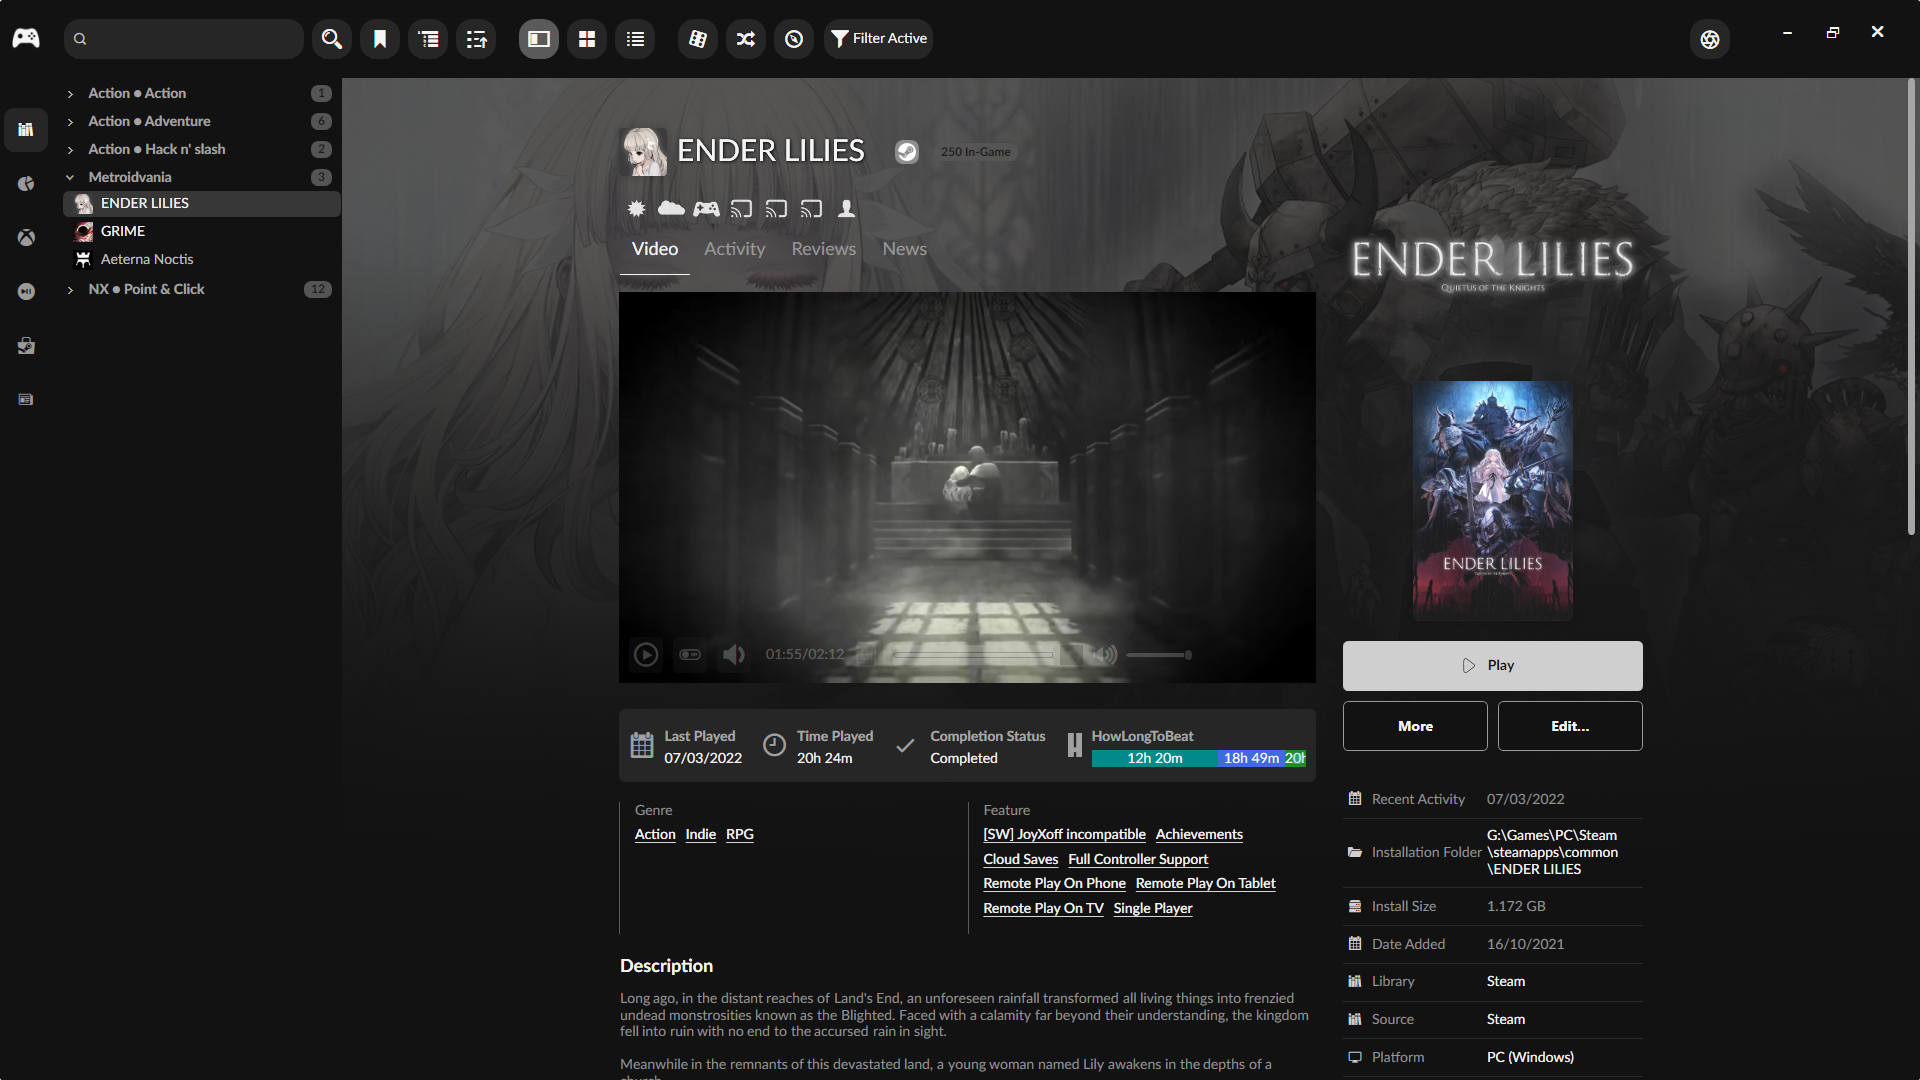 Filter Active
Action ● Action 1
Action ● Adventure 6
Action ● Hack n' slash 2
Metroidvania 3
ENDER LILIES
GRIME
Aeterna Noctis
NX ● Point & Click 12
ENDER LILIES
250 In-Game
Video Activity Reviews News
01:55/02:12
Last Played
07/03/2022
Time Played
20h 24m
Completion Status
Completed
HowLongToBeat
12h 20m 18h 49m 20h
Genre
Action Indie RPG
Feature
[SW] JoyXoff incompatible Achievements
Cloud Saves Full Controller Support
Remote Play On Phone Remote Play On Tablet
Remote Play On TV Single Player
Description
Long ago, in the distant reaches of Land's End, an unforeseen rainfall transformed all living things into frenzied
undead monstrosities known as the Blighted. Faced with a calamity far beyond their understanding, the kingdom
fell into ruin with no end to the accursed rain in sight.
Meanwhile in the remnants of this devastated land, a young woman named Lily awakens in the depths of a
church
ENDER LILIES
QUIETUS OF THE KNIGHTS
ENDER LILIES
Play
More Edit...
Recent Activity 07/03/2022
Installation Folder G:\Games\PC\Steam
\steamapps\common
\ENDER LILIES
Install Size 1.172 GB
Date Added 16/10/2021
Library Steam
Source Steam
Platform PC (Windows)